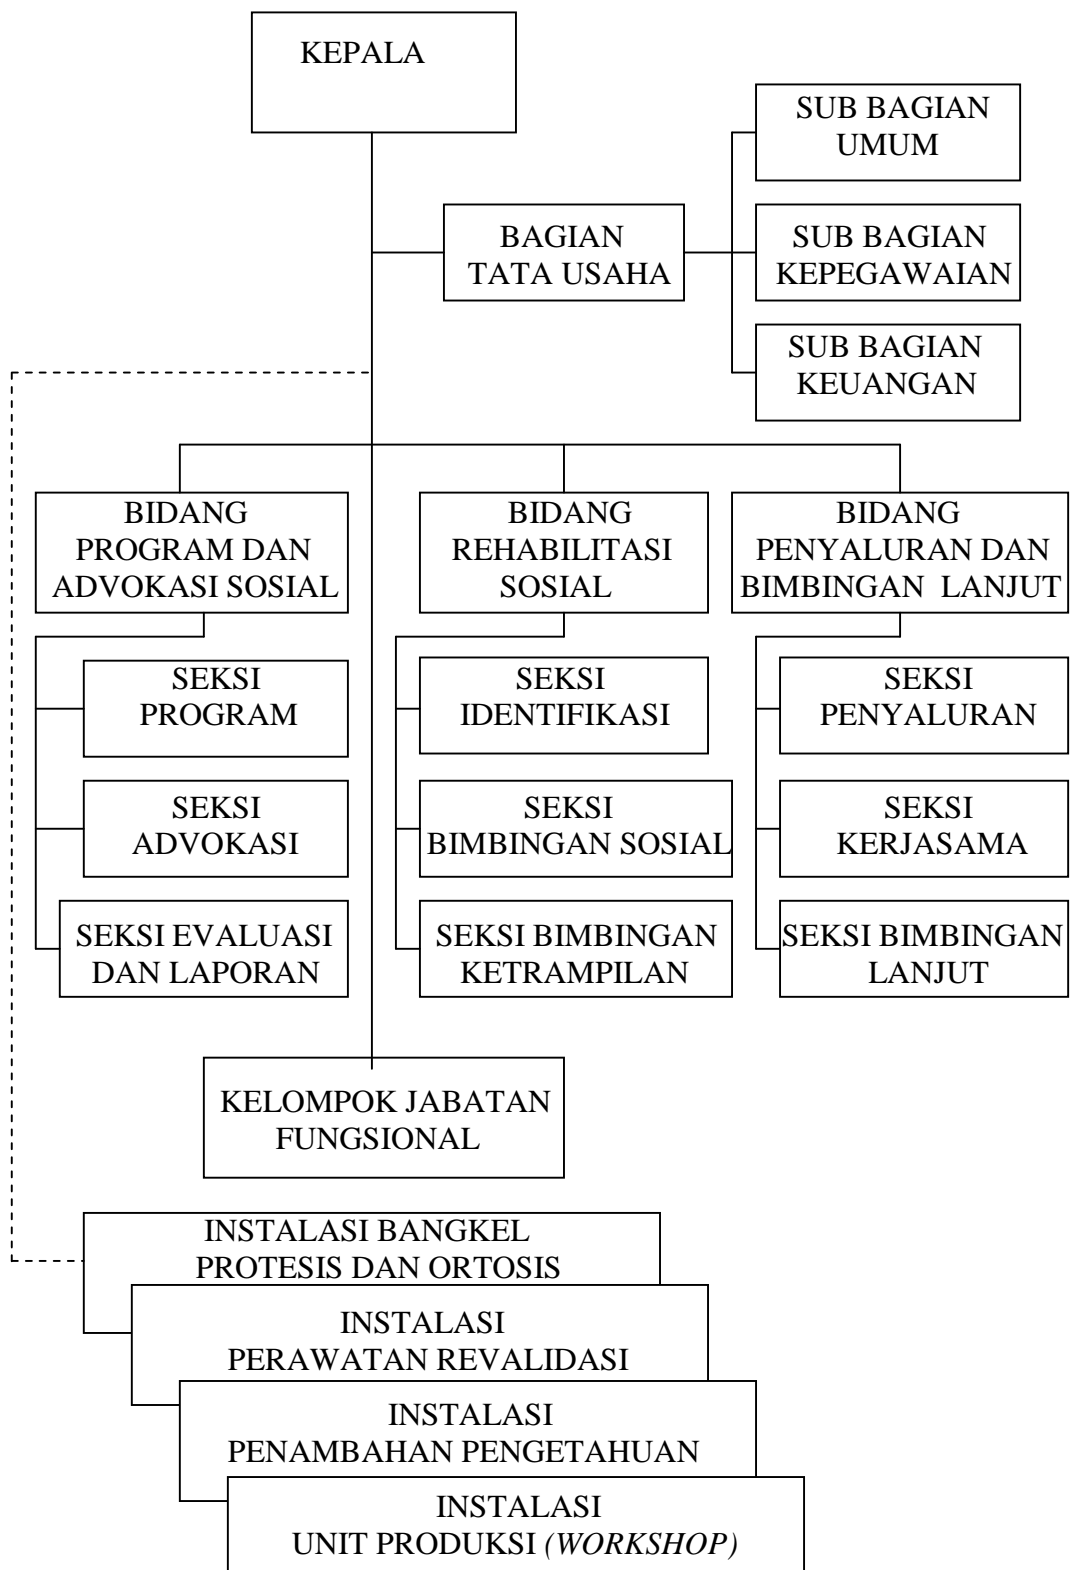 KEPALA
SUB BAGIAN
UMUM
BAGIAN
TATA USAHA
SUB BAGIAN
KEPEGAWAIAN
SUB BAGIAN
KEUANGAN
BIDANG
PROGRAM DAN
ADVOKASI SOSIAL
BIDANG
REHABILITASI
SOSIAL
BIDANG
PENYALURAN DAN
BIMBINGAN LANJUT
SEKSI
PROGRAM
SEKSI
IDENTIFIKASI
SEKSI
PENYALURAN
SEKSI
ADVOKASI
SEKSI
BIMBINGAN SOSIAL
SEKSI
KERJASAMA
SEKSI EVALUASI
DAN LAPORAN
SEKSI BIMBINGAN
KETRAMPILAN
SEKSI BIMBINGAN
LANJUT
KELOMPOK JABATAN
FUNGSIONAL
INSTALASI BANGKEL
PROTESIS DAN ORTOSIS
INSTALASI
PERAWATAN REVALIDASI
INSTALASI
PENAMBAHAN PENGETAHUAN
INSTALASI
UNIT PRODUKSI (WORKSHOP)